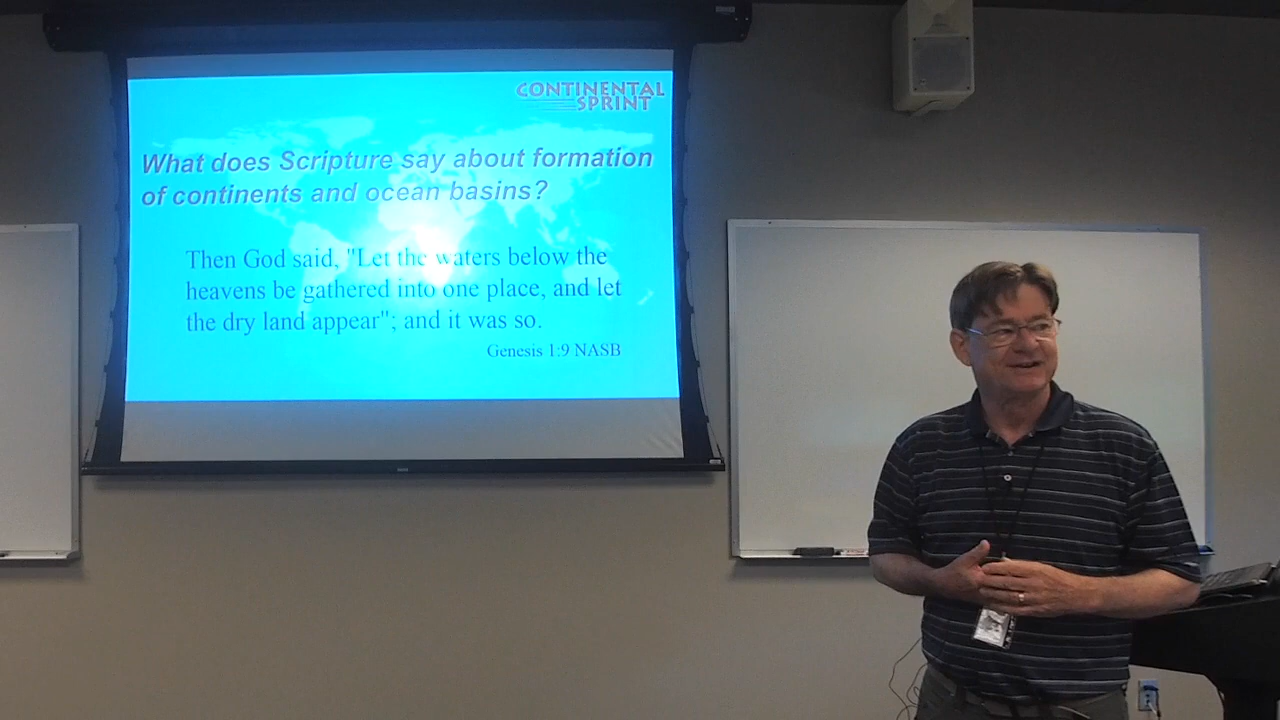 CONTINENTAL
SPRINT
What does Scripture say about formation
of continents and ocean basins?
Then God said, "Let the waters below the
heavens be gathered into one place, and let
the dry land appear"; and it was so.
Genesis 1:9 NASB